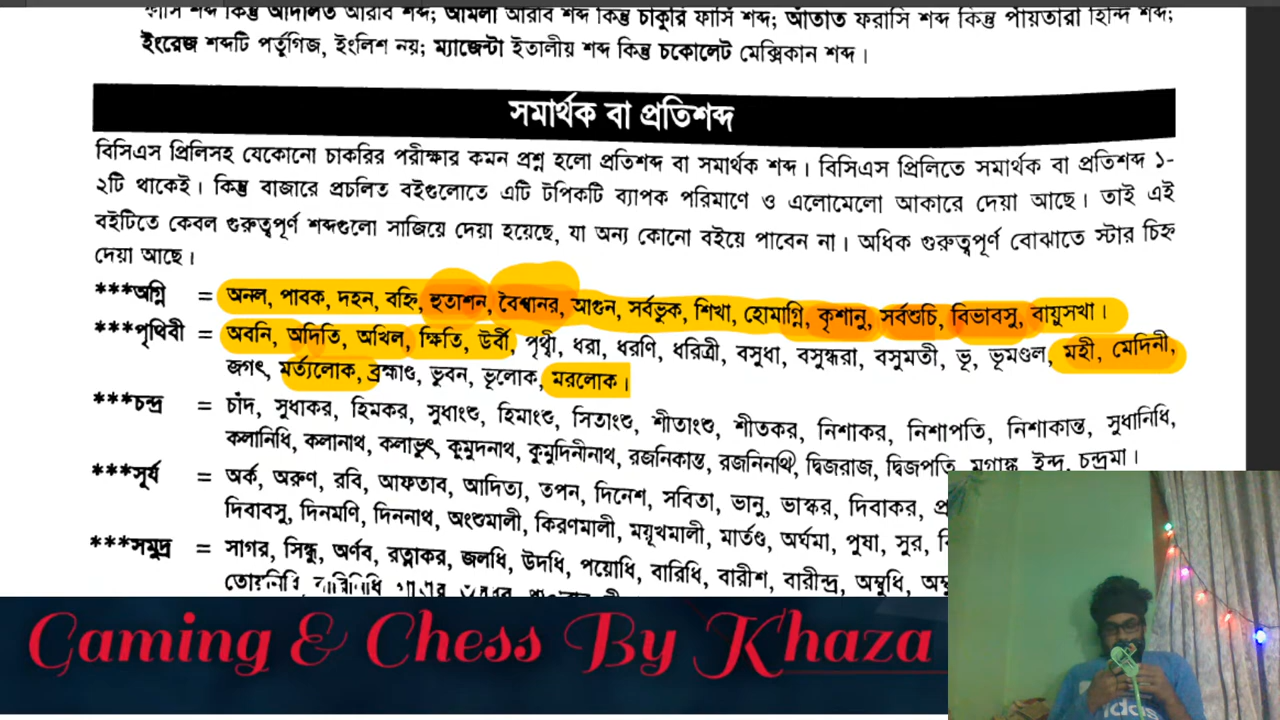 ফার্সি শব্দ কিন্তু আদালত আরবি শব্দ; আমলা আরবি শব্দ কিন্তু চাকুরি ফার্সি শব্দ; আঁতাত ফরাসি শব্দ কিন্তু পাঁয়তারা হিন্দি শব্দ;
ইংরেজ শব্দটি পর্তুগিজ, ইংলিশ নয়; ম্যাজেন্টা ইতালীয় শব্দ কিন্তু চকোলেট মেক্সিকান শব্দ।
সমার্থক বা প্রতিশব্দ
বিসিএস প্রিলিসহ যেকোনো চাকরির পরীক্ষার কমন প্রশ্ন হলো প্রতিশব্দ বা সমার্থক শব্দ। বিসিএস প্রিলিতে সমার্থক বা প্রতিশব্দ ১-
২টি থাকেই। কিন্তু বাজারে প্রচলিত বইগুলোতে এটি টপিকটি ব্যাপক পরিমাণে ও এলোমেলো আকারে দেয়া আছে। তাই এই
বইটিতে কেবল গুরুত্বপূর্ণ শব্দগুলো সাজিয়ে দেয়া হয়েছে, যা অন্য কোনো বইয়ে পাবেন না। অধিক গুরুত্বপূর্ণ বোঝাতে স্টার চিহ্ন
দেয়া আছে।
***অগ্নি = অনল, পাবক, দহন, বহ্নি, হুতাশন, বৈশ্বানর, আগুন, সর্বভুক, শিখা, হোমাগ্নি, কৃশানু, সর্বশুচি, বিভাবসু, বায়ুসখা।
***পৃথিবী = অবনি, অদিতি, অখিল, ক্ষিতি, উর্বী, পৃথ্বী, ধরা, ধরণি, ধরিত্রী, বসুধা, বসুন্ধরা, বসুমতী, ভূ, ভূমণ্ডল, মহী, মেদিনী,
জগৎ, মর্ত্যলোক, ব্রহ্মাণ্ড, ভুবন, ভূলোক, মরলোক।
***চন্দ্র = চাঁদ, সুধাকর, হিমকর, সুধাংশু, হিমাংশু, সিতাংশু, শীতাংশু, শীতকর, নিশাকর, নিশাপতি, নিশাকান্ত, সুধানিধি,
কলানিধি, কলানাথ, কলাভৃৎ, কুমুদনাথ, কুমুদিনীনাথ, রজনিকান্ত, রজনিনাথ, দ্বিজরাজ, দ্বিজপতি, মৃগাঙ্ক, ইন্দু, চন্দ্রমা।
***সূর্য = অর্ক, অরুণ, রবি, আফতাব, আদিত্য, তপন, দিনেশ, সবিতা, ভানু, ভাস্কর, দিবাকর,
দিবাবসু, দিনমণি, দিননাথ, অংশুমালী, কিরণমালী, ময়ূখমালী, মার্তণ্ড, অর্ঘমা, পুষা, সুর,
***সমুদ্র = সাগর, সিন্ধু, অর্ণব, রত্নাকর, জলধি, উদধি, পয়োধি, বারিধি, বারীশ, বারীন্দ্র, অম্বুধি,
তোয়নিধি, বারিনিধি,
Gaming & Chess By Khaza
adidas